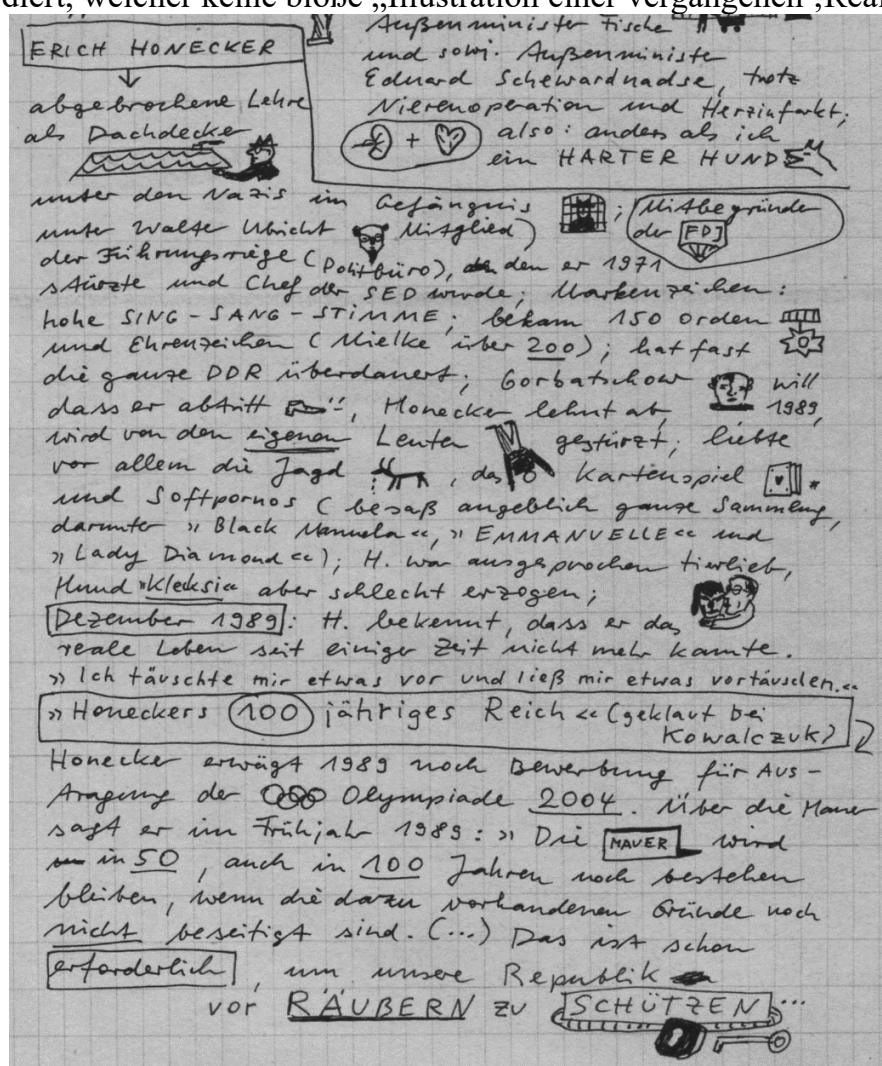 diert, welcher keine bloße „Illustration einer vergangenen ‚Real
ERICH HONECKER
abgebrochene Lehre
als Dachdecker
Außenminister Fische
und sowj. Außenministe
Eduard Schewardnadse, trotz
Nierenoperation und Herzinfarkt;
+ also: anders als ich
ein HARTER HUND
unter den Nazis im Gefängnis ; Mitbegründer
unter Walter Ulbricht Mitglied der FDJ
der Führungsriege (Politbüro), den er 1971
stürzte und Chef der SED wurde; Markenzeichen:
hohe SING-SANG-STIMME; bekam 150 Orden
und Ehrenzeichen (Mielke über 200); hat fast
die ganze DDR überdauert; Gorbatschow will
dass er abtritt, Honecker lehnt ab, 1989,
wird von den eigenen Leuten gestürzt; liebte
vor allem die Jagd, das Kartenspiel
und Softpornos (besaß angeblich ganze Sammlung,
darunter »Black Manuela«, »EMMANUELLE« und
»Lady Diamond«); H. war ausgesprochen tierlieb,
Hund »Kleksi« aber schlecht erzogen;
Dezember 1989: H. bekennt, dass er das
reale Leben seit einiger Zeit nicht mehr kannte.
»Ich täuschte mir etwas vor und ließ mir etwas vortäuschen.«
»Honeckers 100 jähriges Reich« (geklaut bei
Kowalczuk)
Honecker erwägt 1989 noch Bewerbung für Aus-
tragung der Olympiade 2004. Über die Mauer
sagt er im Frühjahr 1989: »Die MAUER wird
in 50, auch in 100 Jahren noch bestehen
bleiben, wenn die dazu vorhandenen Gründe noch
nicht beseitigt sind. (...) Das ist schon
erforderlich, um unsere Republik
vor RÄUBERN zu SCHÜTZEN...